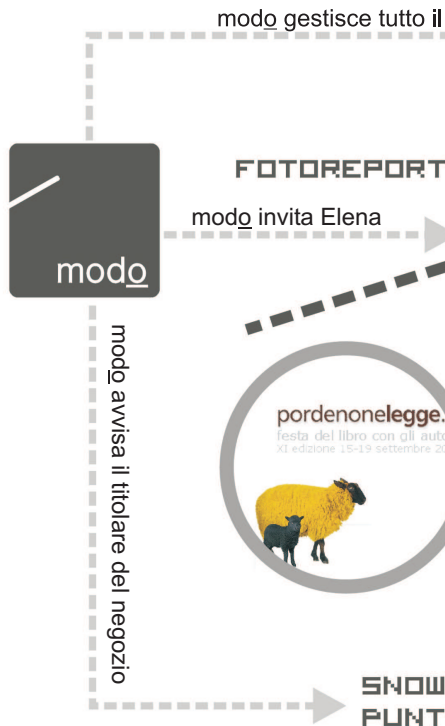 modo gestisce tutto il
FOTOREPORT
modo invita Elena
modo
modo avvisa il titolare del negozio
pordenonelegge.
festa del libro con gli auto
XI edizione 15-19 settembre 20
SNOW
PUNT